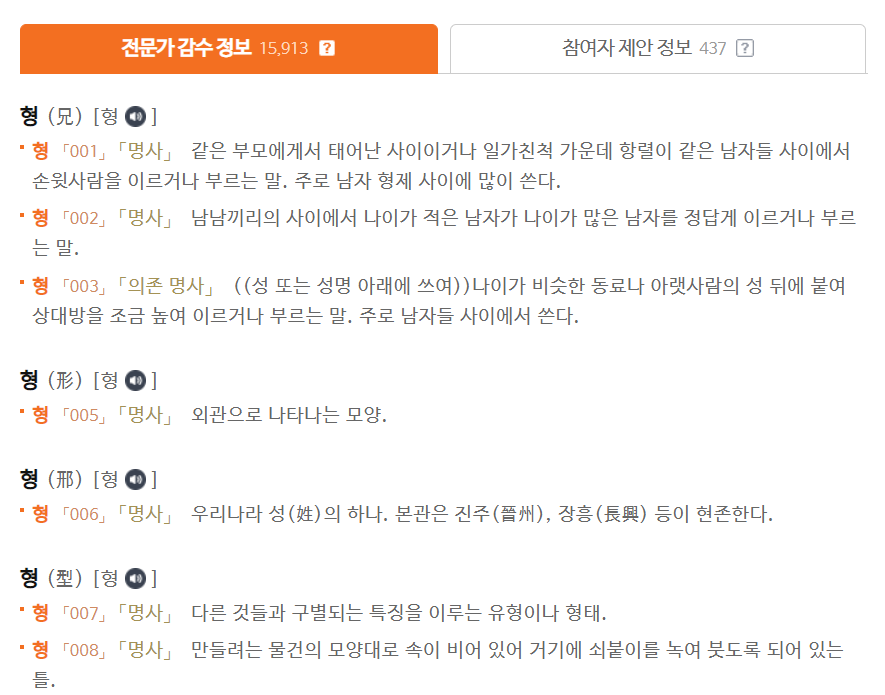 전문가 감수 정보 15,913 ?
참여자 제안 정보 437 ?
형 (兄) [형 ]
형 「001」 「명사」 같은 부모에게서 태어난 사이이거나 일가친척 가운데 항렬이 같은 남자들 사이에서
손윗사람을 이르거나 부르는 말. 주로 남자 형제 사이에 많이 쓴다.
형 「002」 「명사」 남남끼리의 사이에서 나이가 적은 남자가 나이가 많은 남자를 정답게 이르거나 부르
는 말.
형 「003」 「의존 명사」 ((성 또는 성명 아래에 쓰여))나이가 비슷한 동료나 아랫사람의 성 뒤에 붙여
상대방을 조금 높여 이르거나 부르는 말. 주로 남자들 사이에서 쓴다.
형 (形) [형 ]
형 「005」 「명사」 외관으로 나타나는 모양.
형 (邢) [형 ]
형 「006」 「명사」 우리나라 성(姓)의 하나. 본관은 진주(晉州), 장흥(長興) 등이 현존한다.
형 (型) [형 ]
형 「007」 「명사」 다른 것들과 구별되는 특징을 이루는 유형이나 형태.
형 「008」 「명사」 만들려는 물건의 모양대로 속이 비어 있어 거기에 쇠붙이를 녹여 붓도록 되어 있는
틀.